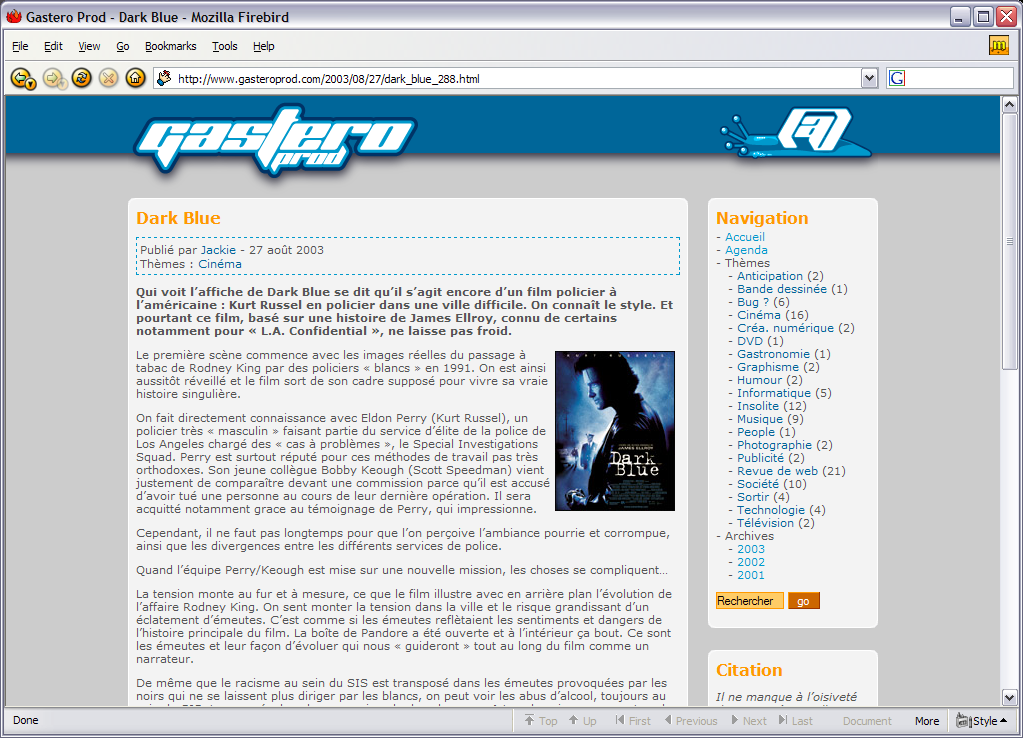 Gastero Prod - Dark Blue - Mozilla Firebird
File Edit View Go Bookmarks Tools Help
http://www.gasteroprod.com/2003/08/27/dark_blue_288.html
G
gastero
prod
Dark Blue
Publié par Jackie - 27 août 2003
Thèmes : Cinéma
Qui voit l'affiche de Dark Blue se dit qu'il s'agit encore d'un film policier à
l'américaine : Kurt Russel en policier dans une ville difficile. On connaît le style. Et
pourtant ce film, basé sur une histoire de James Ellroy, connu de certains
notamment pour « L.A. Confidential », ne laisse pas froid.
Le première scène commence avec les images réelles du passage à
tabac de Rodney King par des policiers « blancs » en 1991. On est ainsi
aussitôt réveillé et le film sort de son cadre supposé pour vivre sa vraie
histoire singulière.
On fait directement connaissance avec Eldon Perry (Kurt Russel), un
policier très « masculin » faisant partie du service d'élite de la police de
Los Angeles chargé des « cas à problèmes », le Special Investigations
Squad. Perry est surtout réputé pour ces méthodes de travail pas très
orthodoxes. Son jeune collègue Bobby Keough (Scott Speedman) vient
justement de comparaître devant une commission parce qu'il est accusé
d'avoir tué une personne au cours de leur dernière opération. Il sera
acquitté notamment grace au témoignage de Perry, qui impressionne.
KURT RUSSELL
JAMES ELLROY
Dark
Blue
Cependant, il ne faut pas longtemps pour que l'on perçoive l'ambiance pourrie et corrompue,
ainsi que les divergences entre les différents services de police.
Quand l'équipe Perry/Keough est mise sur une nouvelle mission, les choses se compliquent...
La tension monte au fur et à mesure, ce que le film illustre avec en arrière plan l'évolution de
l'affaire Rodney King. On sent monter la tension dans la ville et le risque grandissant d'un
éclatement d'émeutes. C'est comme si les émeutes reflètaient les sentiments et dangers de
l'histoire principale du film. La boîte de Pandore a été ouverte et à l'intérieur ça bout. Ce sont
les émeutes et leur façon d'évoluer qui nous « guideront » tout au long du film comme un
narrateur.
De même que le racisme au sein du SIS est transposé dans les émeutes provoquées par les
noirs qui ne se laissent plus diriger par les blancs, on peut voir les abus d'alcool, toujours au
Navigation
- Accueil
- Agenda
- Thèmes
- Anticipation (2)
- Bande dessinée (1)
- Bug ? (6)
- Cinéma (16)
- Créa. numérique (2)
- DVD (1)
- Gastronomie (1)
- Graphisme (2)
- Humour (2)
- Informatique (5)
- Insolite (12)
- Musique (9)
- People (1)
- Photographie (2)
- Publicité (2)
- Revue de web (21)
- Société (10)
- Sortir (4)
- Technologie (4)
- Télévision (2)
- Archives
- 2003
- 2002
- 2001
Rechercher go
Citation
Il ne manque à l'oisiveté
Done Top Up First Previous Next Last Document More Style